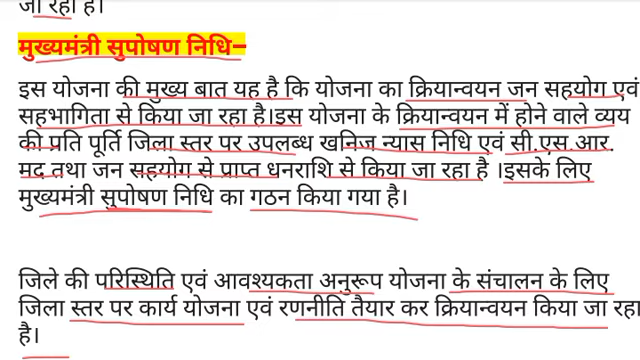 जा रहा है।
मुख्यमंत्री सुपोषण निधि–
इस योजना की मुख्य बात यह है कि योजना का क्रियान्वयन जन सहयोग एवं
सहभागिता से किया जा रहा है।इस योजना के क्रियान्वयन में होने वाले व्यय
की प्रति पूर्ति जिला स्तर पर उपलब्ध खनिज न्यास निधि एवं सी.एस.आर.
मद तथा जन सहयोग से प्राप्त धनराशि से किया जा रहा है ।इसके लिए
मुख्यमंत्री सुपोषण निधि का गठन किया गया है।
जिले की परिस्थिति एवं आवश्यकता अनुरूप योजना के संचालन के लिए
जिला स्तर पर कार्य योजना एवं रणनीति तैयार कर क्रियान्वयन किया जा रहा
है।